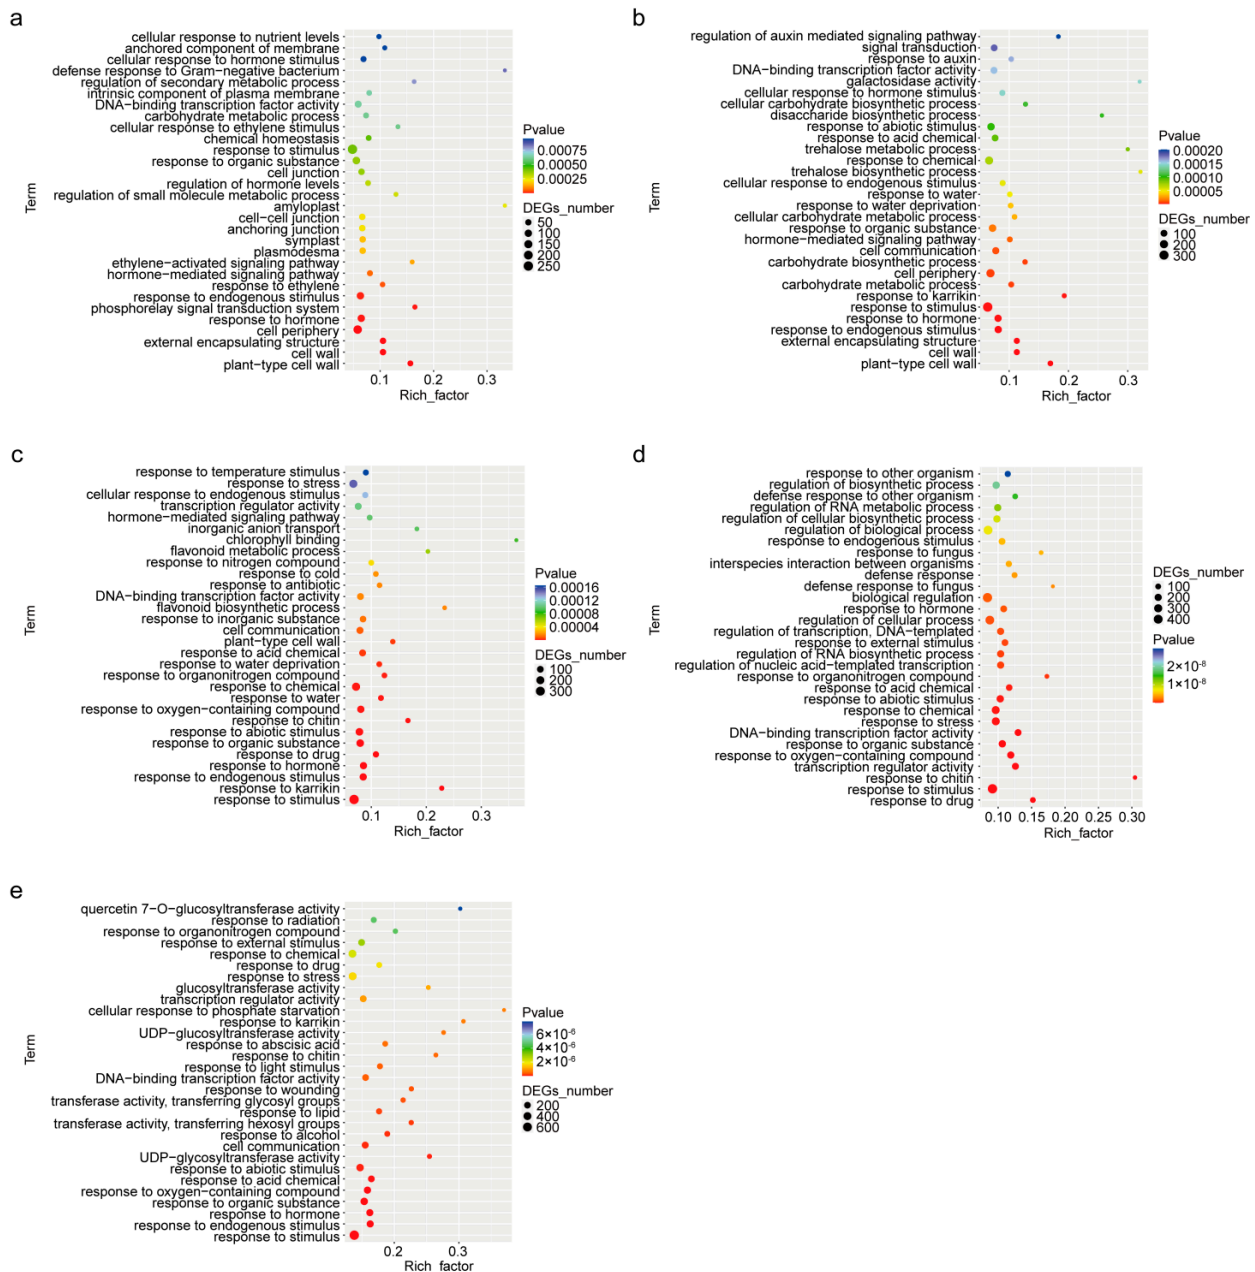 a
cellular response to nutrient levels
anchored component of membrane
cellular response to hormone stimulus
defense response to Gram−negative bacterium
regulation of secondary metabolic process
intrinsic component of plasma membrane
DNA−binding transcription factor activity
carbohydrate metabolic process
cellular response to ethylene stimulus
chemical homeostasis
response to stimulus
response to organic substance
cell junction
regulation of hormone levels
regulation of small molecule metabolic process
amyloplast
cell−cell junction
anchoring junction
symplast
plasmodesma
ethylene−activated signaling pathway
hormone−mediated signaling pathway
response to ethylene
response to endogenous stimulus
phosphorelay signal transduction system
response to hormone
cell periphery
external encapsulating structure
cell wall
plant−type cell wall
Term
0.1 0.2 0.3
Rich_factor
Pvalue
0.00075
0.00050
0.00025
DEGs_number
50
100
150
200
250
b
regulation of auxin mediated signaling pathway
signal transduction
response to auxin
DNA−binding transcription factor activity
galactosidase activity
cellular response to hormone stimulus
cellular carbohydrate biosynthetic process
disaccharide biosynthetic process
response to abiotic stimulus
response to acid chemical
trehalose metabolic process
response to chemical
trehalose biosynthetic process
cellular response to endogenous stimulus
response to water
response to water deprivation
cellular carbohydrate metabolic process
response to organic substance
hormone−mediated signaling pathway
cell communication
carbohydrate biosynthetic process
cell periphery
carbohydrate metabolic process
response to karrikin
response to stimulus
response to hormone
response to endogenous stimulus
external encapsulating structure
cell wall
plant−type cell wall
Term
0.1 0.2 0.3
Rich_factor
Pvalue
0.00020
0.00015
0.00010
0.00005
DEGs_number
100
200
300
c
response to temperature stimulus
response to stress
cellular response to endogenous stimulus
transcription regulator activity
hormone−mediated signaling pathway
inorganic anion transport
chlorophyll binding
flavonoid metabolic process
response to nitrogen compound
response to cold
response to antibiotic
DNA−binding transcription factor activity
flavonoid biosynthetic process
response to inorganic substance
cell communication
plant−type cell wall
response to acid chemical
response to water deprivation
response to organonitrogen compound
response to chemical
response to water
response to oxygen−containing compound
response to chitin
response to abiotic stimulus
response to organic substance
response to drug
response to hormone
response to endogenous stimulus
response to karrikin
response to stimulus
Term
0.1 0.2 0.3
Rich_factor
Pvalue
0.00016
0.00012
0.00008
0.00004
DEGs_number
100
200
300
d
response to other organism
regulation of biosynthetic process
defense response to other organism
regulation of RNA metabolic process
regulation of cellular biosynthetic process
regulation of biological process
response to endogenous stimulus
response to fungus
interspecies interaction between organisms
defense response
defense response to fungus
biological regulation
response to hormone
regulation of cellular process
regulation of transcription, DNA−templated
response to external stimulus
regulation of RNA biosynthetic process
regulation of nucleic acid−templated transcription
response to organonitrogen compound
response to acid chemical
response to abiotic stimulus
response to chemical
response to stress
DNA−binding transcription factor activity
response to organic substance
response to oxygen−containing compound
transcription regulator activity
response to chitin
response to stimulus
response to drug
Term
0.10 0.15 0.20 0.25 0.30
Rich_factor
DEGs_number
100
200
300
400
Pvalue
2×10⁻⁸
1×10⁻⁸
e
quercetin 7−O−glucosyltransferase activity
response to radiation
response to organonitrogen compound
response to external stimulus
response to chemical
response to drug
response to stress
glucosyltransferase activity
transcription regulator activity
cellular response to phosphate starvation
response to karrikin
UDP−glucosyltransferase activity
response to abscisic acid
response to chitin
response to light stimulus
DNA−binding transcription factor activity
response to wounding
transferase activity, transferring glycosyl groups
response to lipid
transferase activity, transferring hexosyl groups
response to alcohol
cell communication
UDP−glycosyltransferase activity
response to abiotic stimulus
response to acid chemical
response to oxygen−containing compound
response to organic substance
response to hormone
response to endogenous stimulus
response to stimulus
Term
0.2 0.3
Rich_factor
Pvalue
6×10⁻⁶
4×10⁻⁶
2×10⁻⁶
DEGs_number
200
400
600